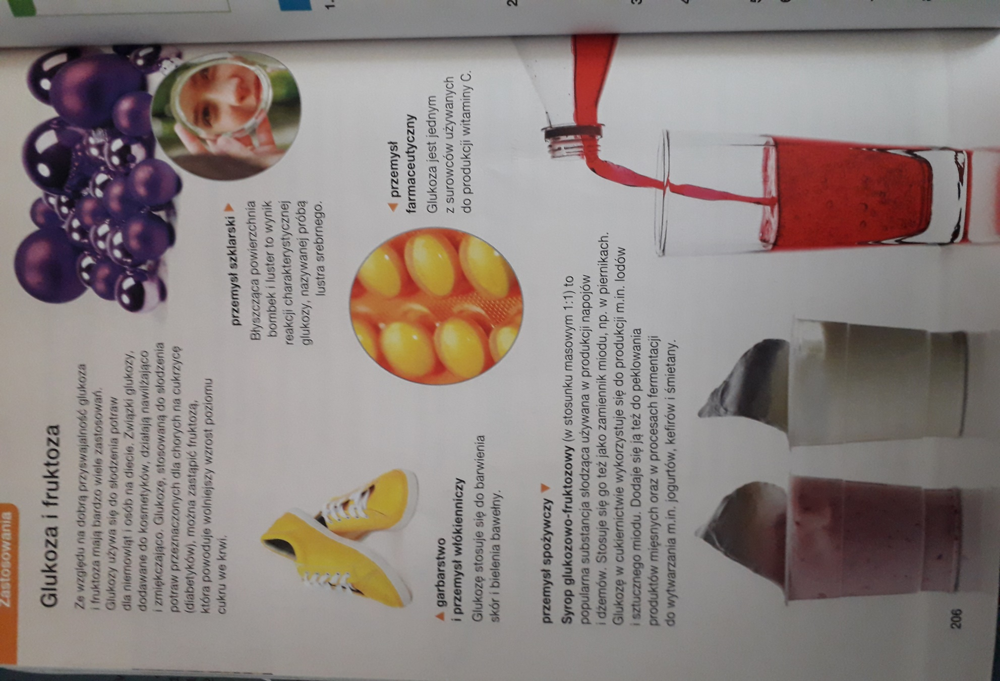 Zastosowania
Glukoza i fruktoza
Ze względu na dobrą przyswajalność glukoza
i fruktoza mają bardzo wiele zastosowań.
Glukozy używa się do słodzenia potraw
dla niemowląt i osób na diecie. Związki glukozy,
dodawane do kosmetyków, działają nawilżająco
i zmiękczająco. Glukozę, stosowaną do słodzenia
potraw przeznaczonych dla chorych na cukrzycę
(diabetyków), można zastąpić fruktozą,
która powoduje wolniejszy wzrost poziomu
cukru we krwi.
przemysł szklarski ▶
Błyszcząca powierzchnia
bombek i luster to wynik
reakcji charakterystycznej
glukozy, nazywanej próbą
lustra srebrnego.
▲ garbarstwo
i przemysł włókienniczy
Glukozę stosuje się do barwienia
skór i bielenia bawełny.
◀ przemysł
farmaceutyczny
Glukoza jest jednym
z surowców używanych
do produkcji witaminy C.
przemysł spożywczy ▼
Syrop glukozowo-fruktozowy (w stosunku masowym 1:1) to
popularna substancja słodząca używana w produkcji napojów
i dżemów. Stosuje się go też jako zamiennik miodu, np. w piernikach.
Glukozę w cukiernictwie wykorzystuje się do produkcji m.in. lodów
i sztucznego miodu. Dodaje się ją też do peklowania
produktów mięsnych oraz w procesach fermentacji
do wytwarzania m.in. jogurtów, kefirów i śmietany.
206
1.
2
3